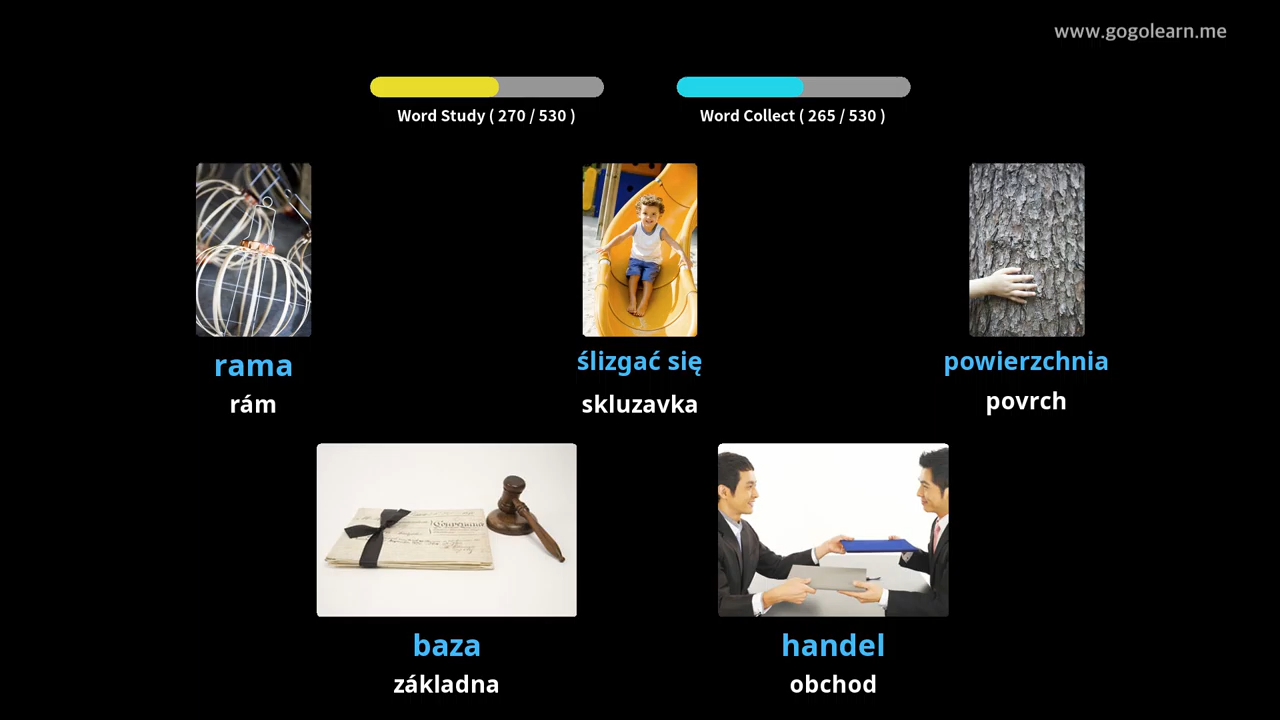 www.gogolearn.me
Word Study ( 270 / 530 )
Word Collect ( 265 / 530 )
rama
rám
ślizgać się
skluzavka
powierzchnia
povrch
baza
základna
handel
obchod